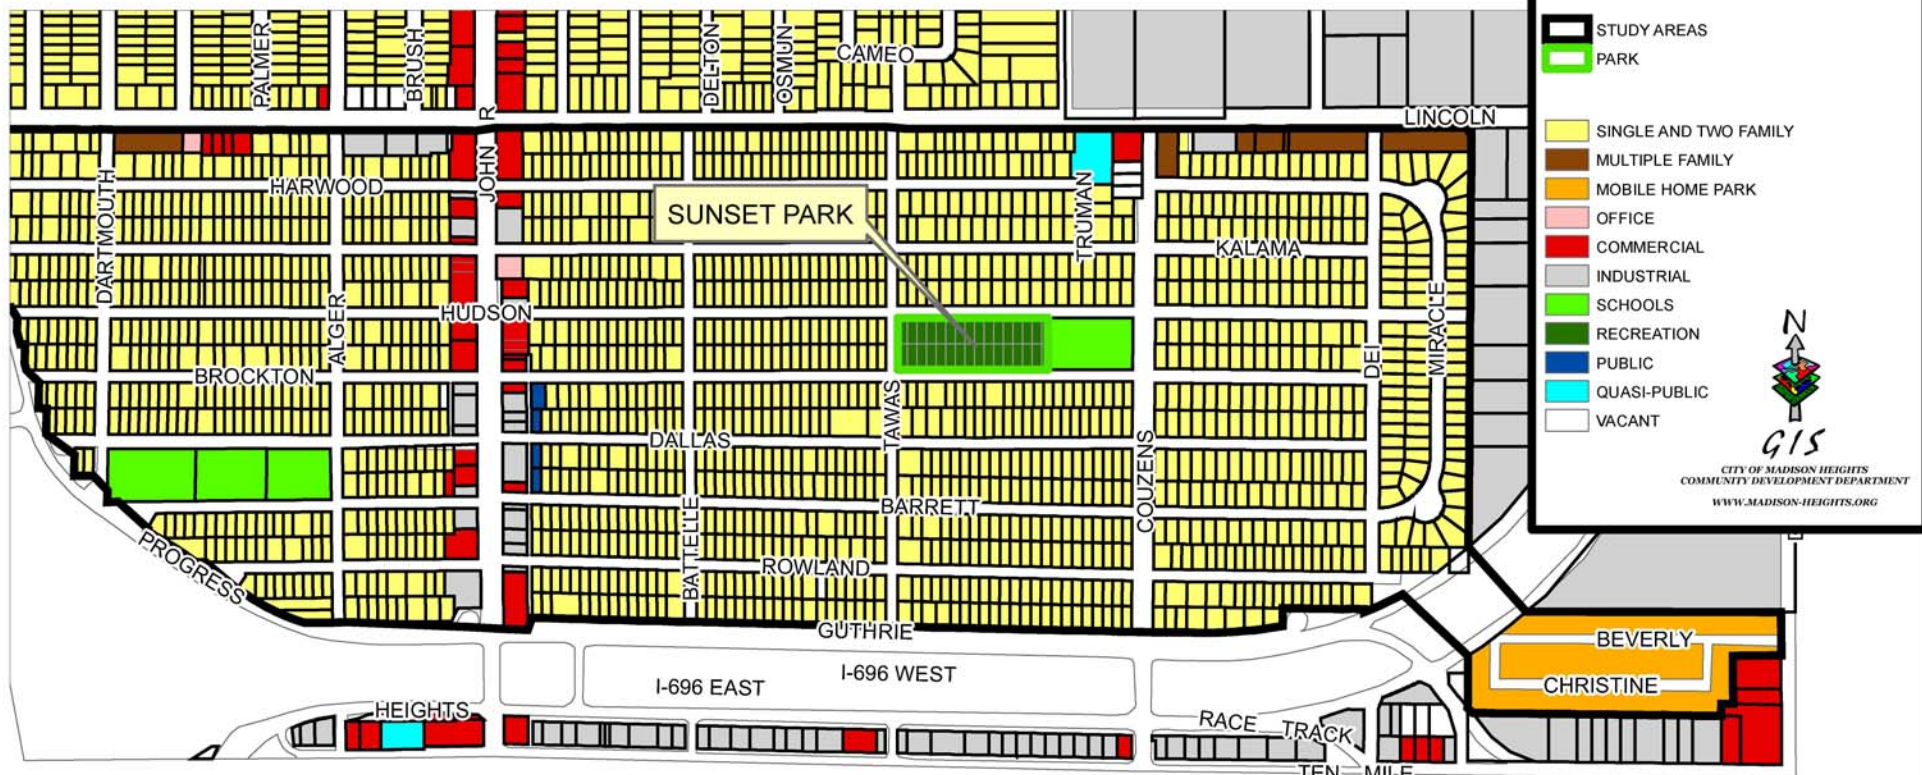 STUDY AREAS
PARK
SINGLE AND TWO FAMILY
MULTIPLE FAMILY
MOBILE HOME PARK
OFFICE
COMMERCIAL
INDUSTRIAL
SCHOOLS
RECREATION
PUBLIC
QUASI-PUBLIC
VACANT
N
GIS
CITY OF MADISON HEIGHTS
COMMUNITY DEVELOPMENT DEPARTMENT
WWW.MADISON-HEIGHTS.ORG
PALMER
BRUSH
DELTON
OSMUN
CAMEO
LINCOLN
JOHN R
HARWOOD
DARTMOUTH
SUNSET PARK
TRUMAN
KALAMA
ALGER
HUDSON
BROCKTON
DEI
MIRACLE
TAWAS
DALLAS
COUZENS
BATTELLE
BARRETT
PROGRESS
ROWLAND
GUTHRIE
BEVERLY
CHRISTINE
I-696 WEST
I-696 EAST
HEIGHTS
RACE TRACK
TEN MILE